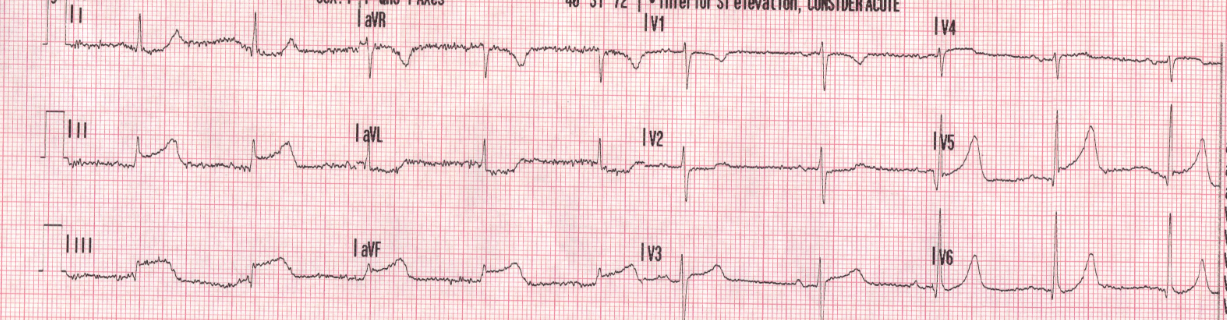 Inferior ST elevation, CONSIDER ACUTE
I aVR V1 V4
II aVL V2 V5
III aVF V3 V6